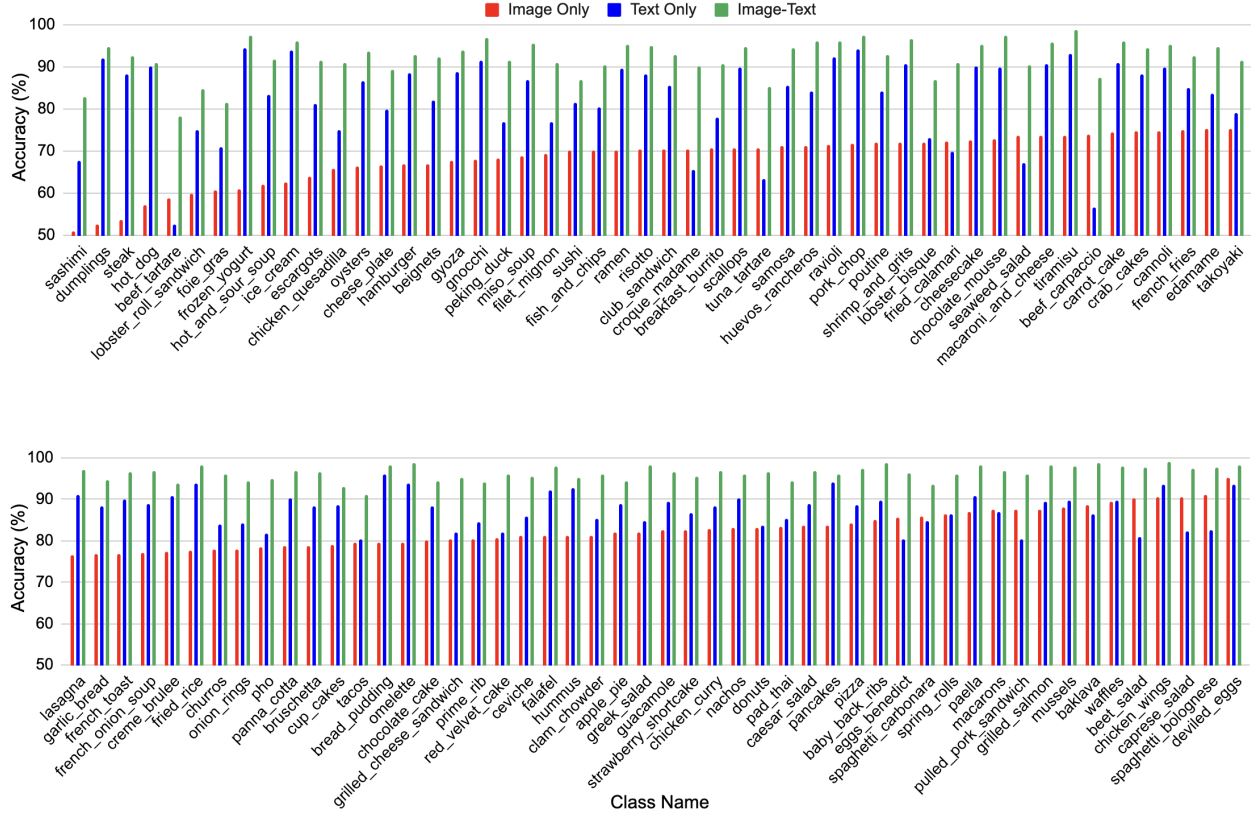 Image Only Text Only Image-Text
Accuracy (%)
100
90
80
70
60
50
sashimi
dumplings
steak
hot_dog
beef_tartare
lobster_roll_sandwich
foie_gras
frozen_yogurt
hot_and_sour_soup
ice_cream
escargots
chicken_quesadilla
oysters
cheese_plate
hamburger
beignets
gyoza
gnocchi
peking_duck
miso_soup
filet_mignon
sushi
fish_and_chips
ramen
risotto
club_sandwich
croque_madame
breakfast_burrito
scallops
tuna_tartare
samosa
huevos_rancheros
ravioli
pork_chop
poutine
shrimp_and_grits
lobster_bisque
fried_calamari
cheesecake
chocolate_mousse
seaweed_salad
macaroni_and_cheese
tiramisu
beef_carpaccio
carrot_cake
crab_cakes
cannoli
french_fries
edamame
takoyaki
Accuracy (%)
100
90
80
70
60
50
lasagna
garlic_bread
french_toast
french_onion_soup
creme_brulee
fried_rice
churros
onion_rings
pho
panna_cotta
bruschetta
cup_cakes
tacos
bread_pudding
omelette
chocolate_cake
grilled_cheese_sandwich
prime_rib
red_velvet_cake
ceviche
falafel
hummus
clam_chowder
apple_pie
greek_salad
guacamole
strawberry_shortcake
chicken_curry
nachos
donuts
pad_thai
caesar_salad
pancakes
pizza
baby_back_ribs
eggs_benedict
spaghetti_carbonara
spring_rolls
paella
macarons
pulled_pork_sandwich
grilled_salmon
mussels
baklava
waffles
beet_salad
chicken_wings
caprese_salad
spaghetti_bolognese
deviled_eggs
Class Name